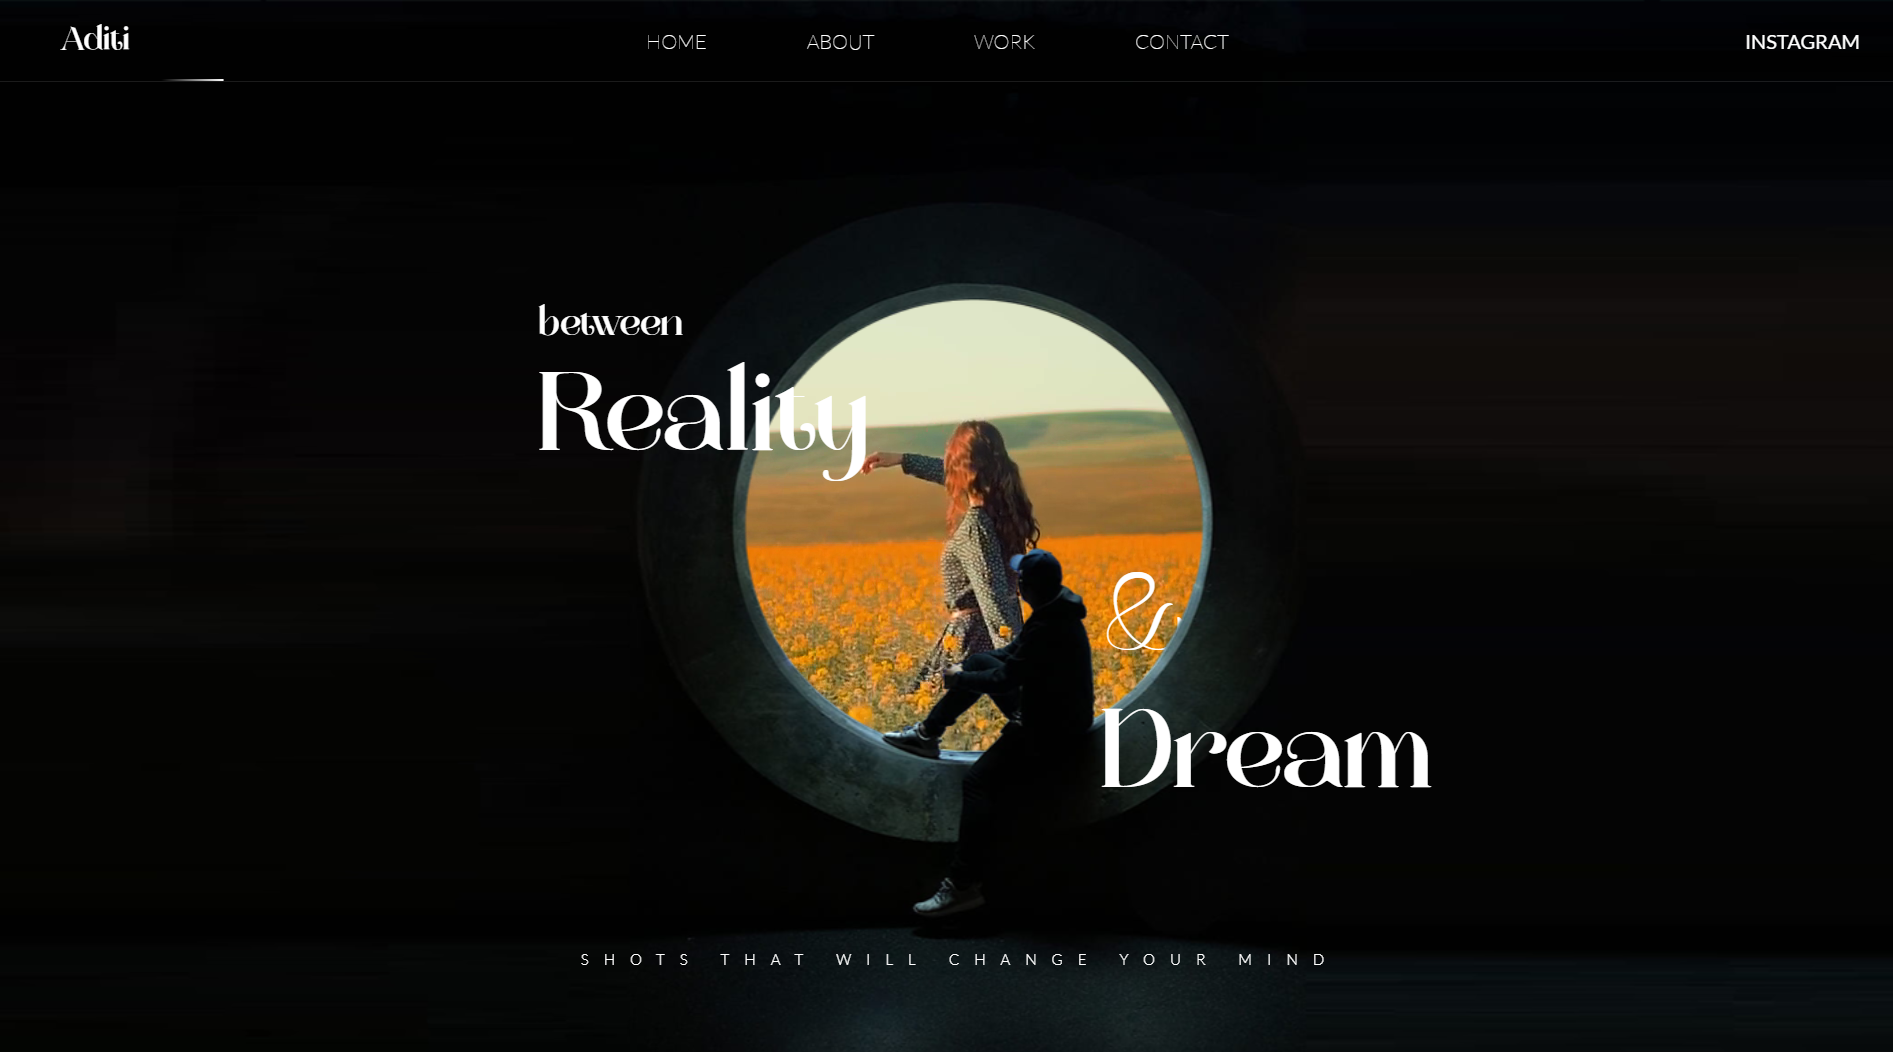 Aditi
HOME ABOUT WORK CONTACT
INSTAGRAM
between
Reality
&
Dream
SHOTS THAT WILL CHANGE YOUR MIND